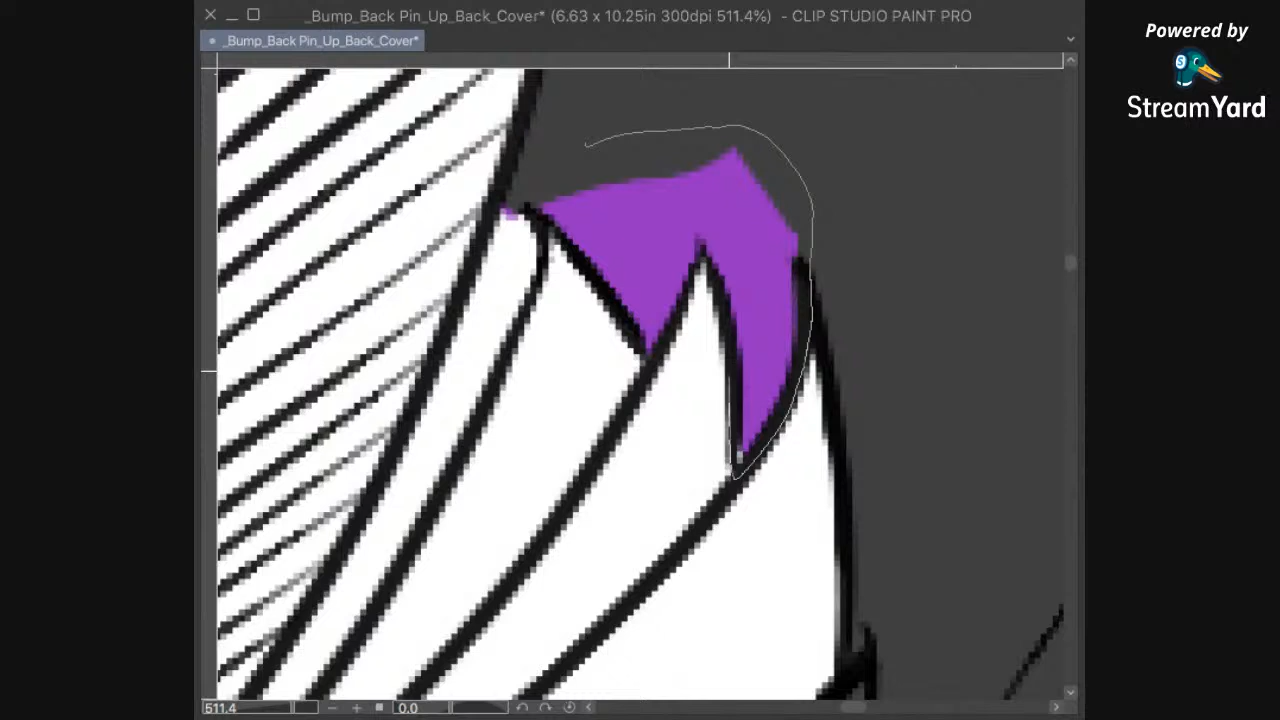 _Bump_Back Pin_Up_Back_Cover* (6.63 x 10.25in 300dpi 511.4%) - CLIP STUDIO PAINT PRO
_Bump_Back Pin_Up_Back_Cover*
Powered by
StreamYard
511.4
0.0